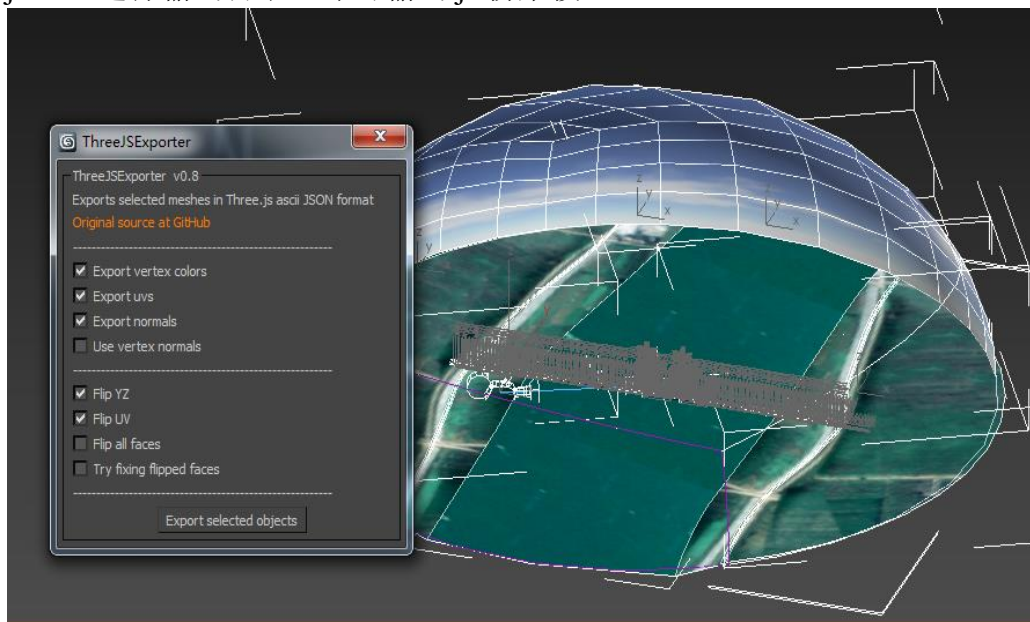 ThreeJSExporter
ThreeJSExporter v0.8
Exports selected meshes in Three.js ascii JSON format
Original source at GitHub
Export vertex colors
Export uvs
Export normals
Use vertex normals
Flip YZ
Flip UV
Flip all faces
Try fixing flipped faces
Export selected objects
z
y
x
z
y
x